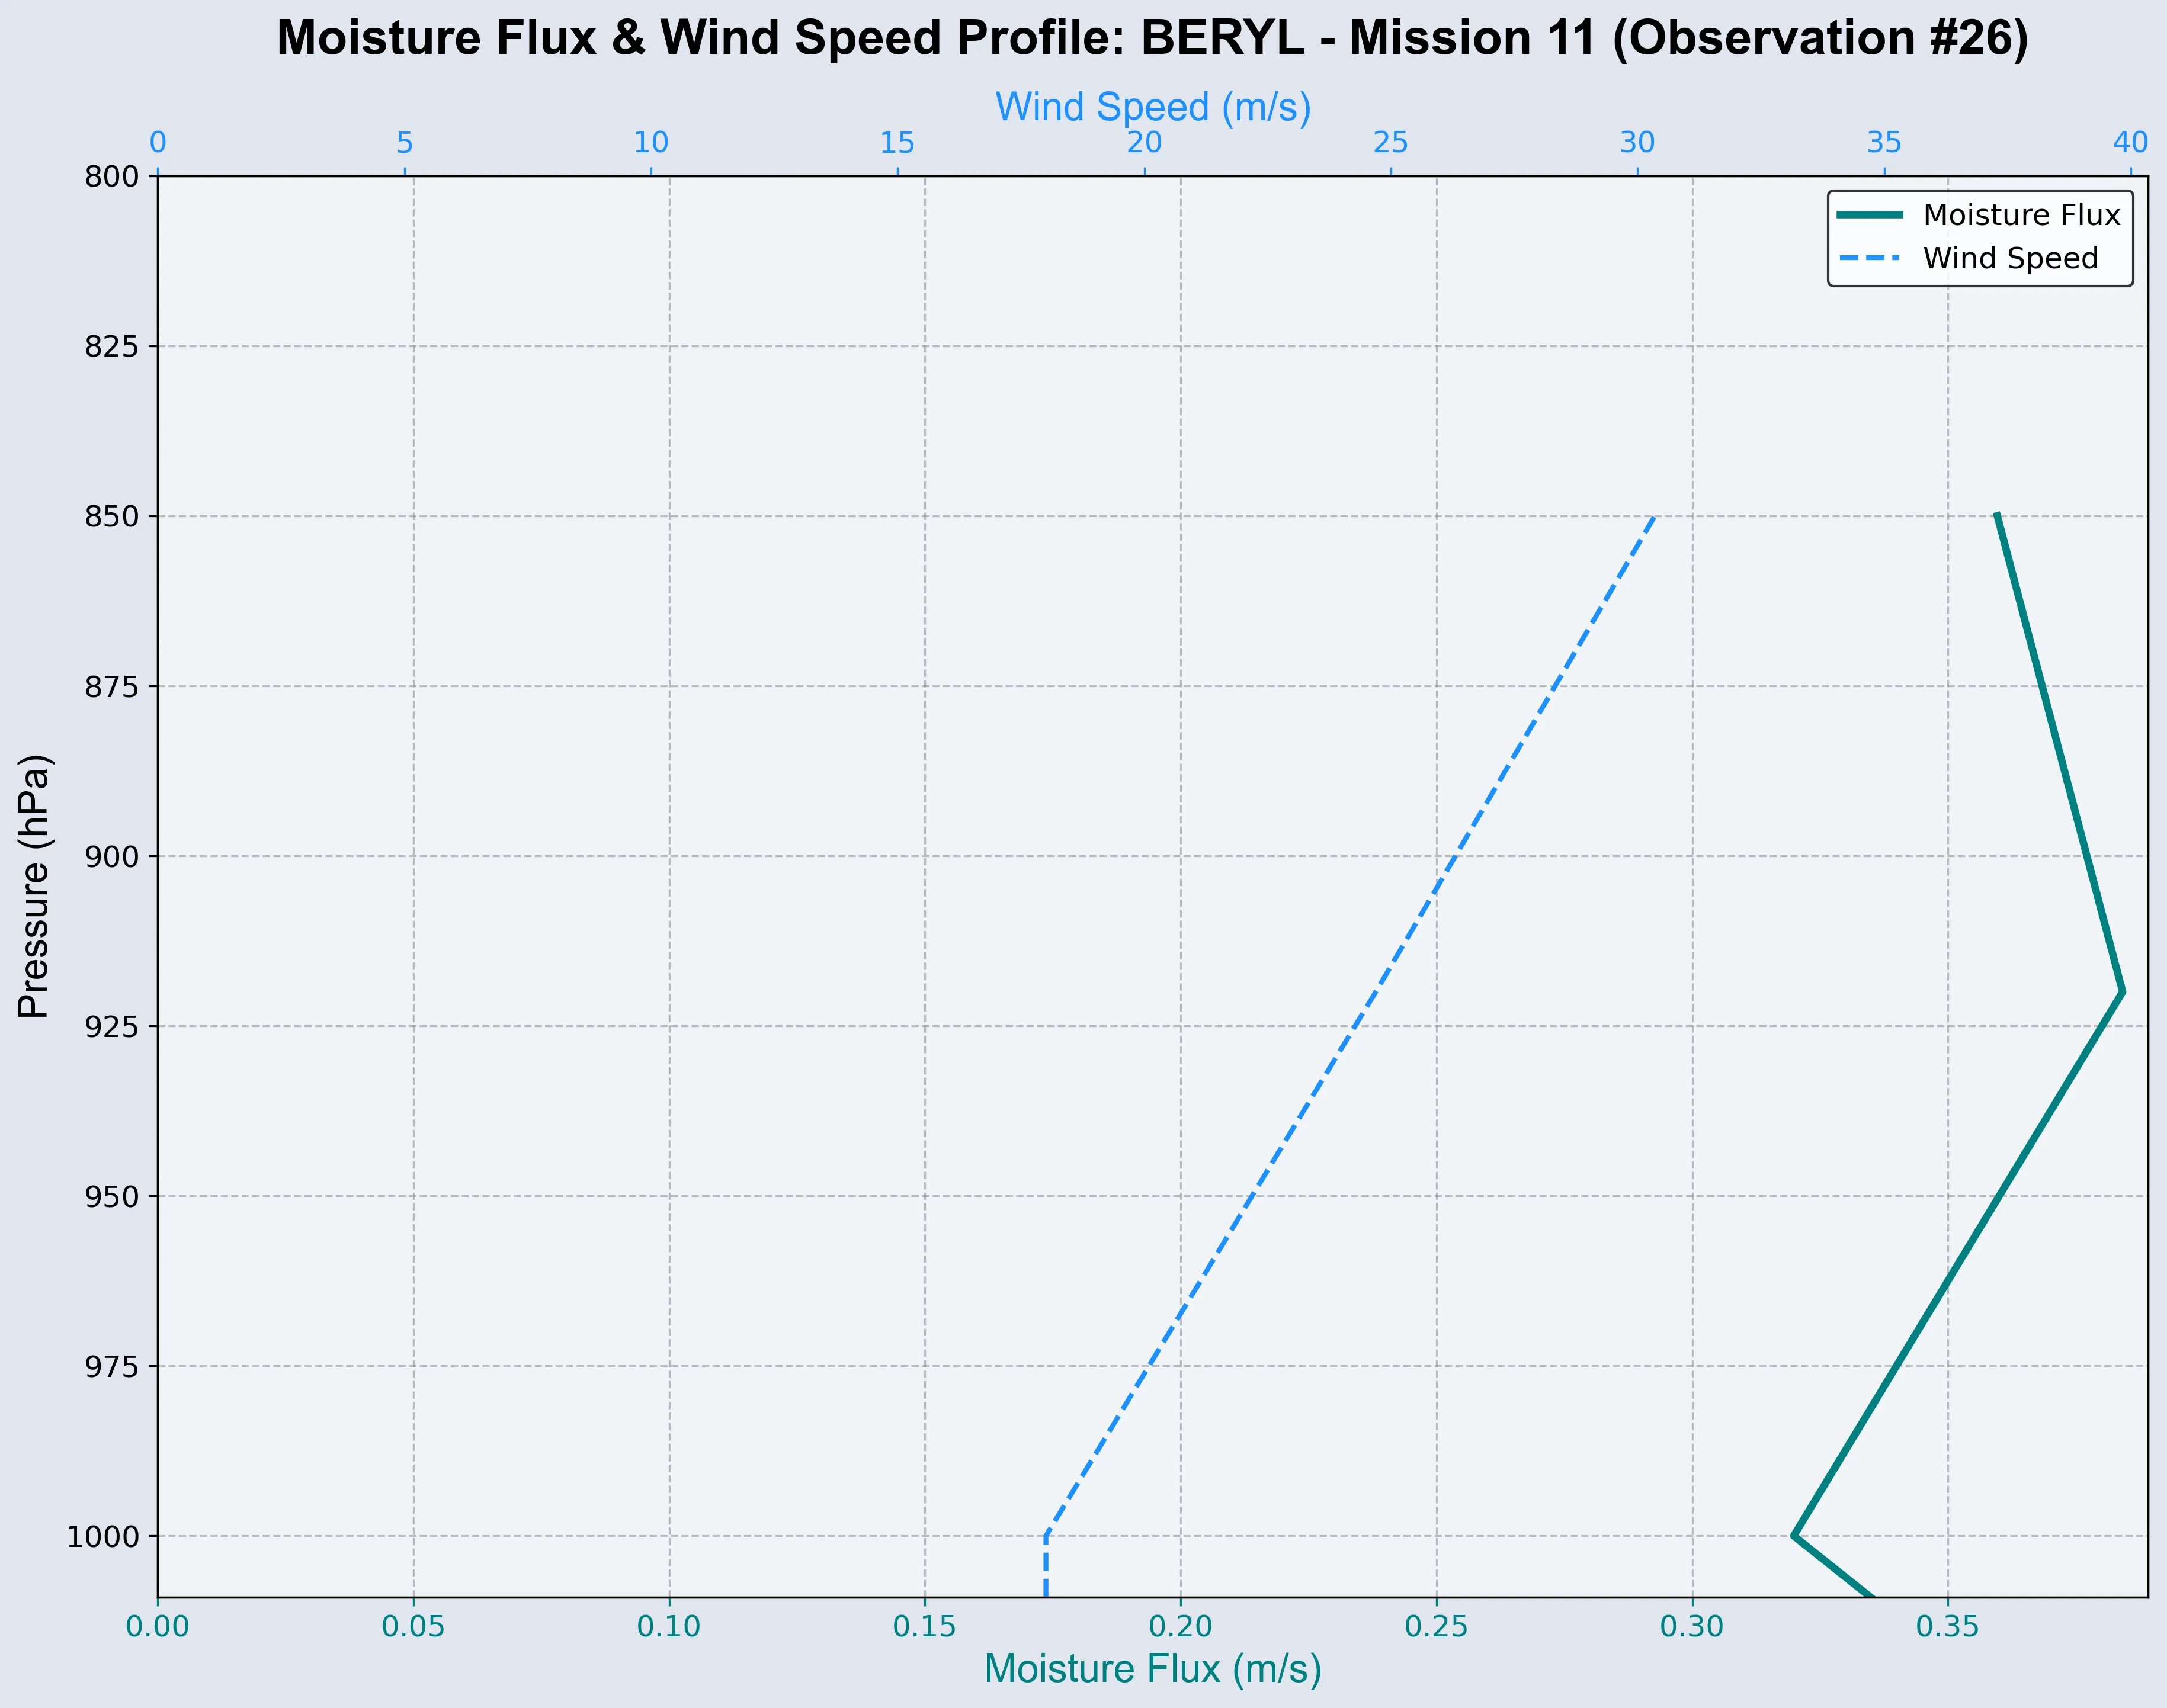 Moisture Flux & Wind Speed Profile: BERYL - Mission 11 (Observation #26)
Wind Speed (m/s)
0 5 10 15 20 25 30 35 40
Moisture Flux
Wind Speed
Pressure (hPa)
800
825
850
875
900
925
950
975
1000
0.00 0.05 0.10 0.15 0.20 0.25 0.30 0.35
Moisture Flux (m/s)